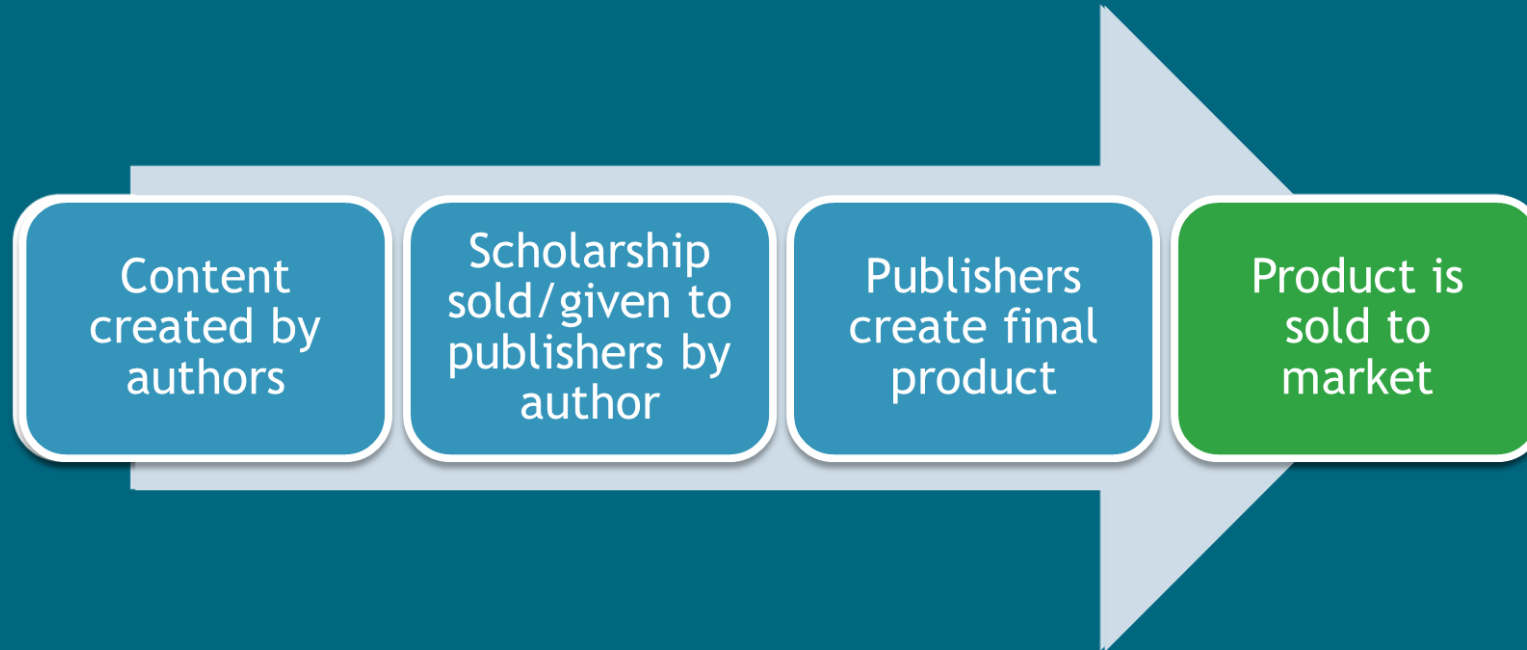 Content
created by
authors
Scholarship
sold/given to
publishers by
author
Publishers
create final
product
Product is
sold to
market